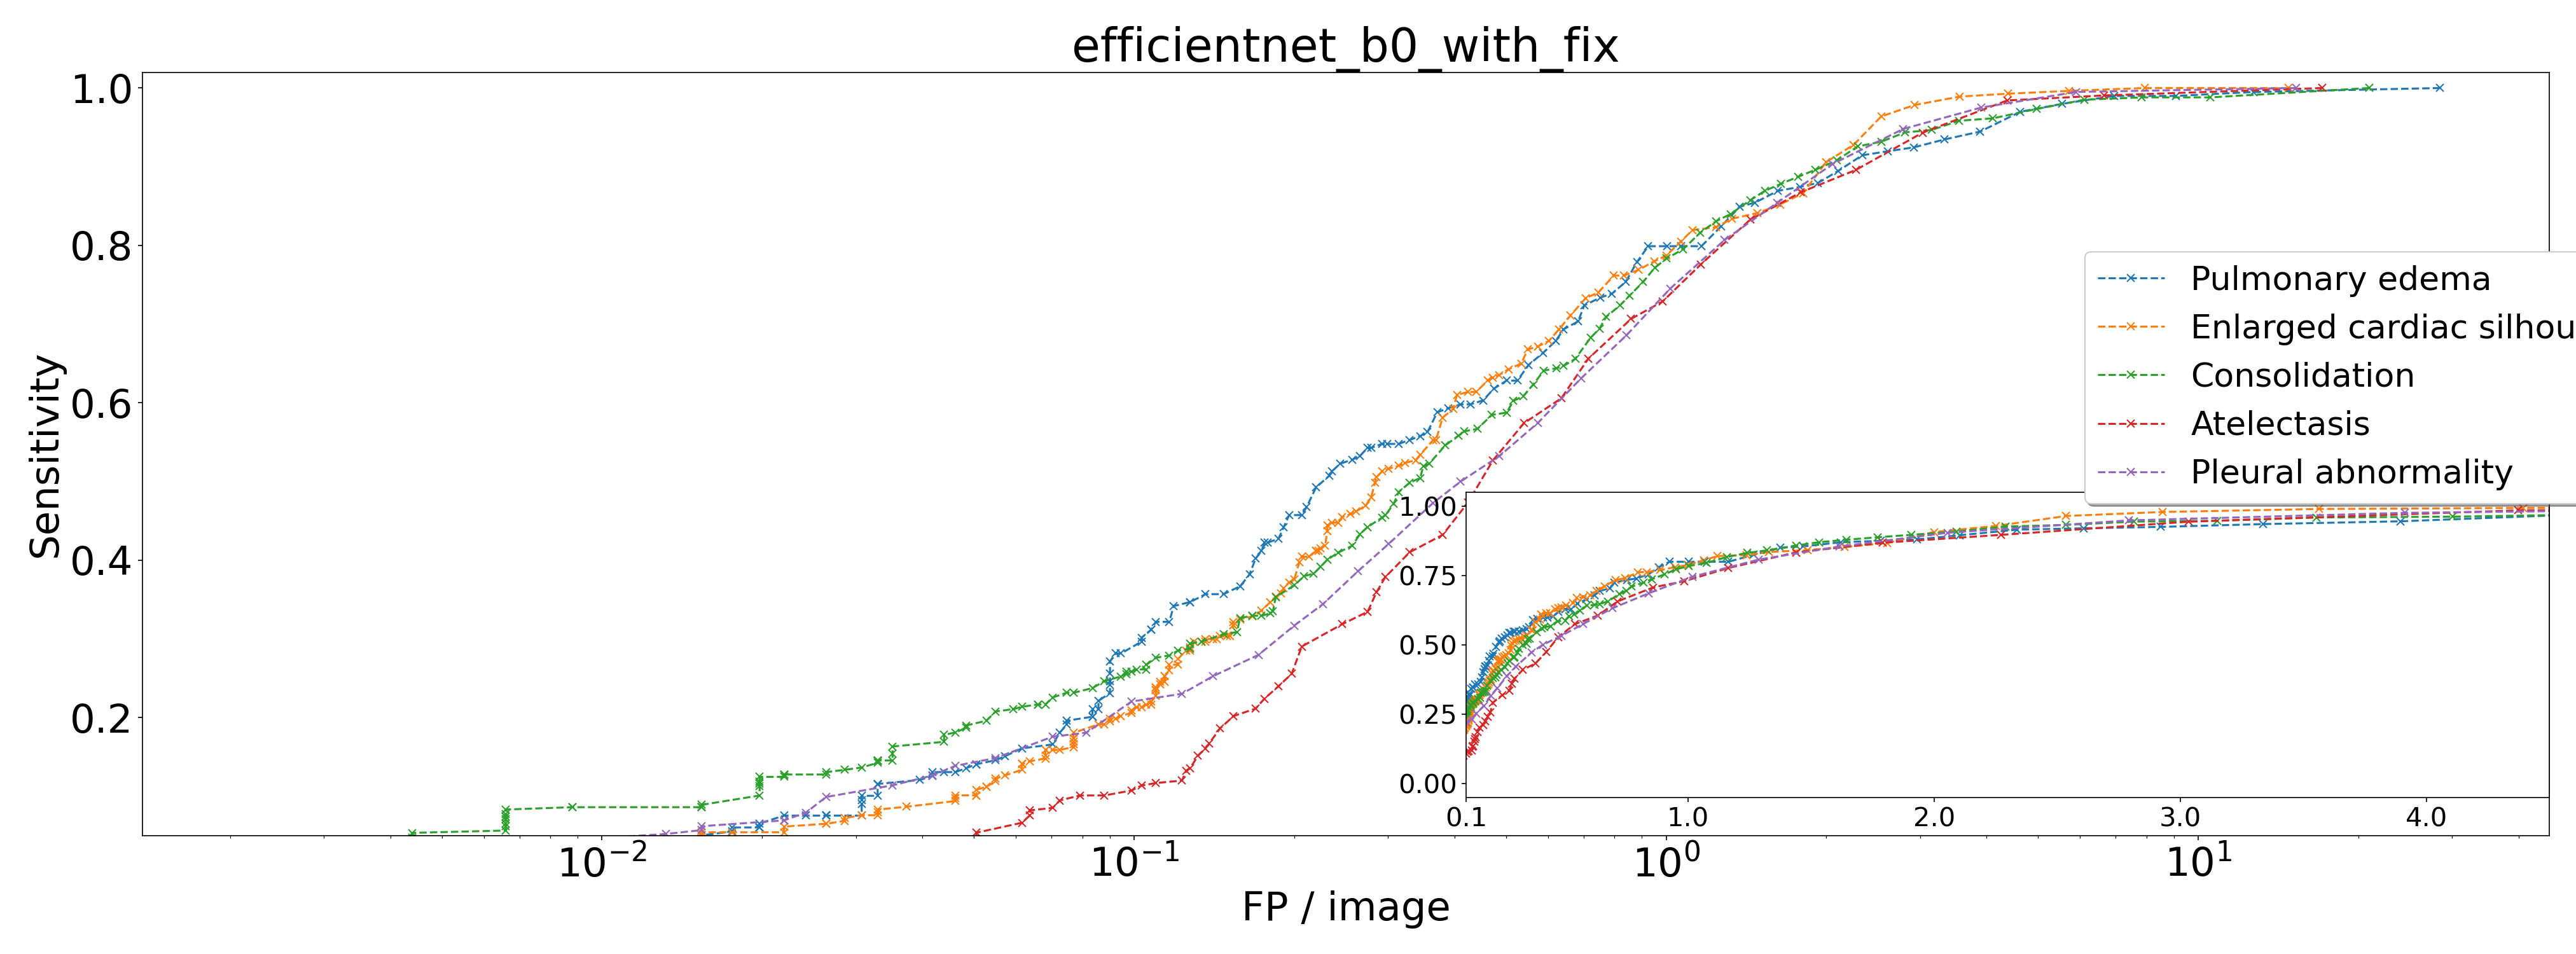 efficientnet_b0_with_fix
1.0
0.8
0.6
0.4
0.2
Sensitivity
Pulmonary edema
Enlarged cardiac silhou
Consolidation
Atelectasis
Pleural abnormality
1.00
0.75
0.50
0.25
0.00
0.1 1.0 2.0 3.0 4.0
10⁻² 10⁻¹ 10⁰ 10¹
FP / image